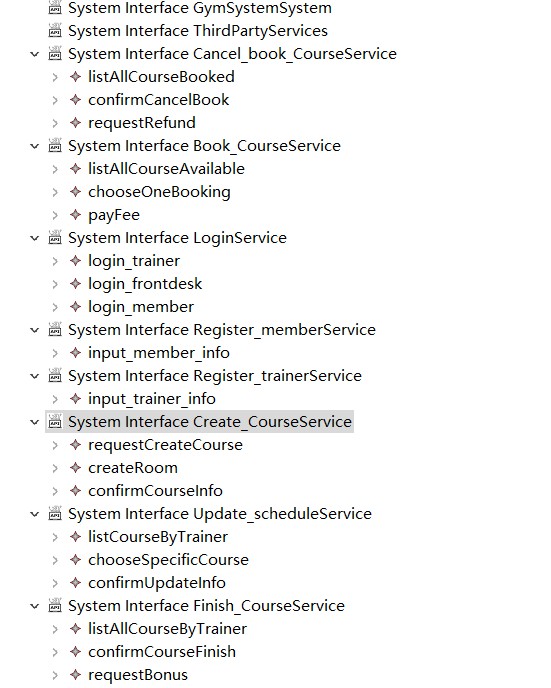 System Interface GymSystemSystem
System Interface ThirdPartyServices
System Interface Cancel_book_CourseService
listAllCourseBooked
confirmCancelBook
requestRefund
System Interface Book_CourseService
listAllCourseAvailable
chooseOneBooking
payFee
System Interface LoginService
login_trainer
login_frontdesk
login_member
System Interface Register_memberService
input_member_info
System Interface Register_trainerService
input_trainer_info
System Interface Create_CourseService
requestCreateCourse
createRoom
confirmCourseInfo
System Interface Update_scheduleService
listCourseByTrainer
chooseSpecificCourse
confirmUpdateInfo
System Interface Finish_CourseService
listAllCourseByTrainer
confirmCourseFinish
requestBonus